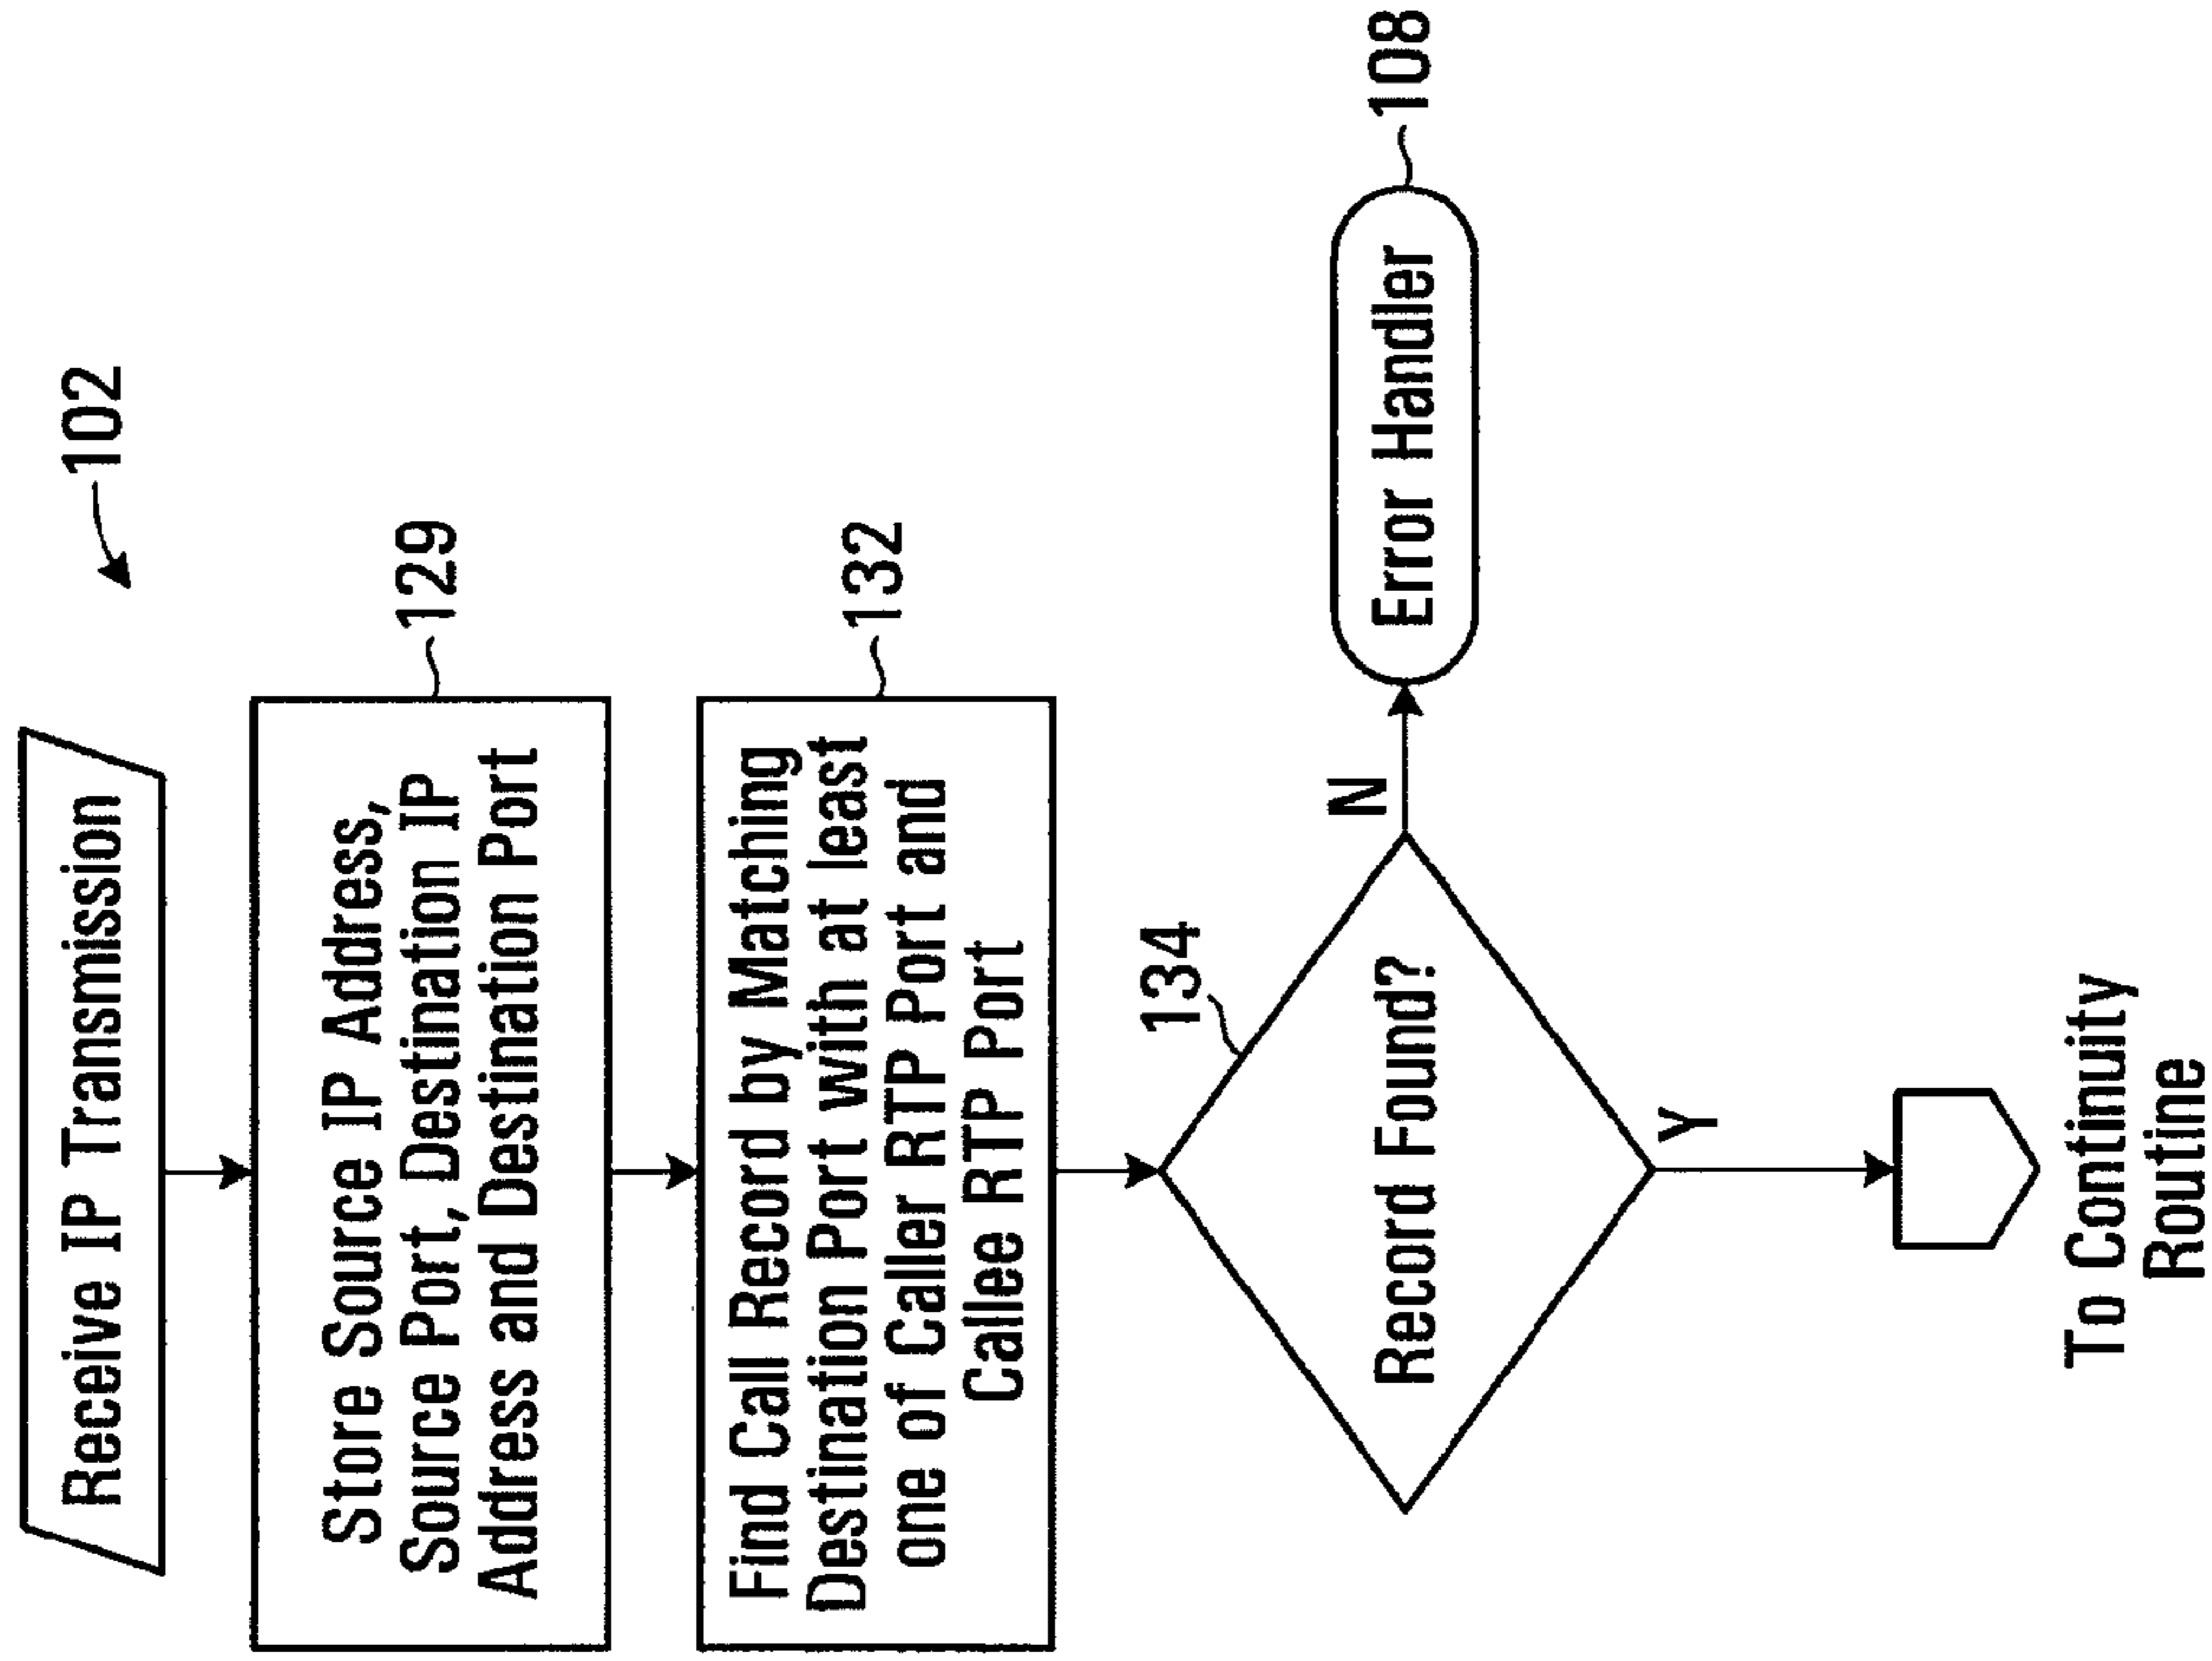 102
Receive IP Transmission
129
Store Source IP Address,
Source Port, Destination IP
Address and Destination Port
132
Find Call Record by Matching
Destination Port with at least
one of Caller RTP Port and
Callee RTP Port
134
Record Found?
N
Error Handler
108
Y
To Continuity
Routine